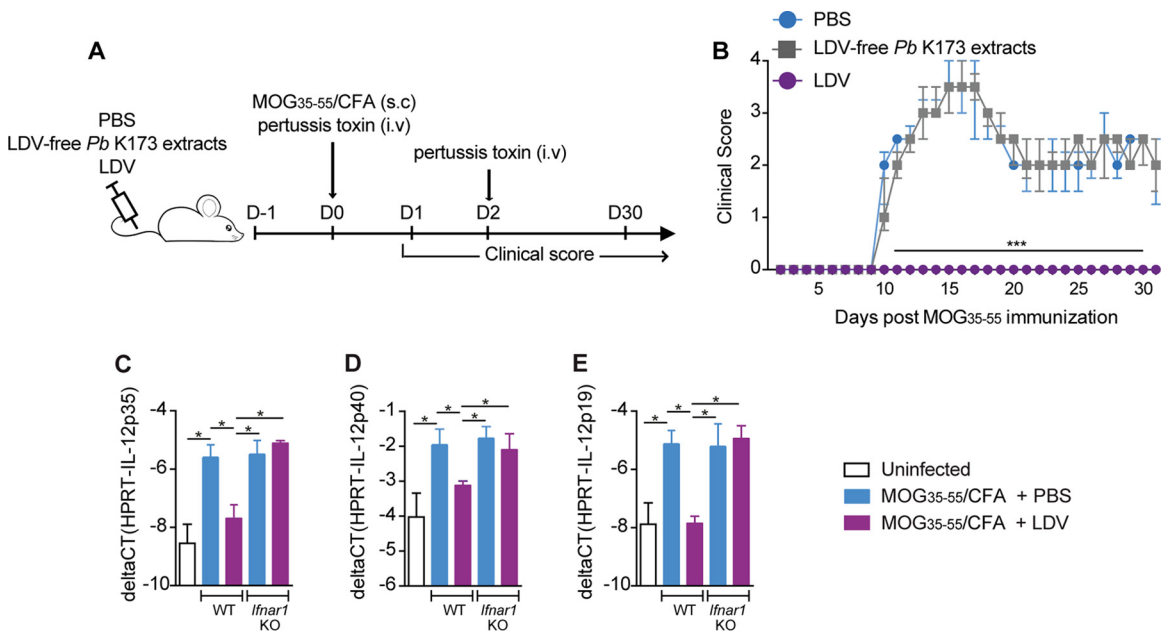 A
PBS
LDV-free Pb K173 extracts
LDV
MOG35-55/CFA (s.c)
pertussis toxin (i.v)
pertussis toxin (i.v)
D-1 D0 D1 D2 D30
Clinical score
B
PBS
LDV-free Pb K173 extracts
LDV
Clinical Score
4
3
2
1
0
***
5 10 15 20 25 30
Days post MOG35-55 immunization
C
deltaCT(HPRT-IL-12p35)
-4
-6
-8
-10
* * * *
WT Ifnar1
KO
D
deltaCT(HPRT-IL-12p40)
-1
-2
-3
-4
-5
-6
* * * *
WT Ifnar1
KO
E
deltaCT(HPRT-IL-12p19)
-4
-6
-8
-10
* * * *
WT Ifnar1
KO
Uninfected
MOG35-55/CFA + PBS
MOG35-55/CFA + LDV